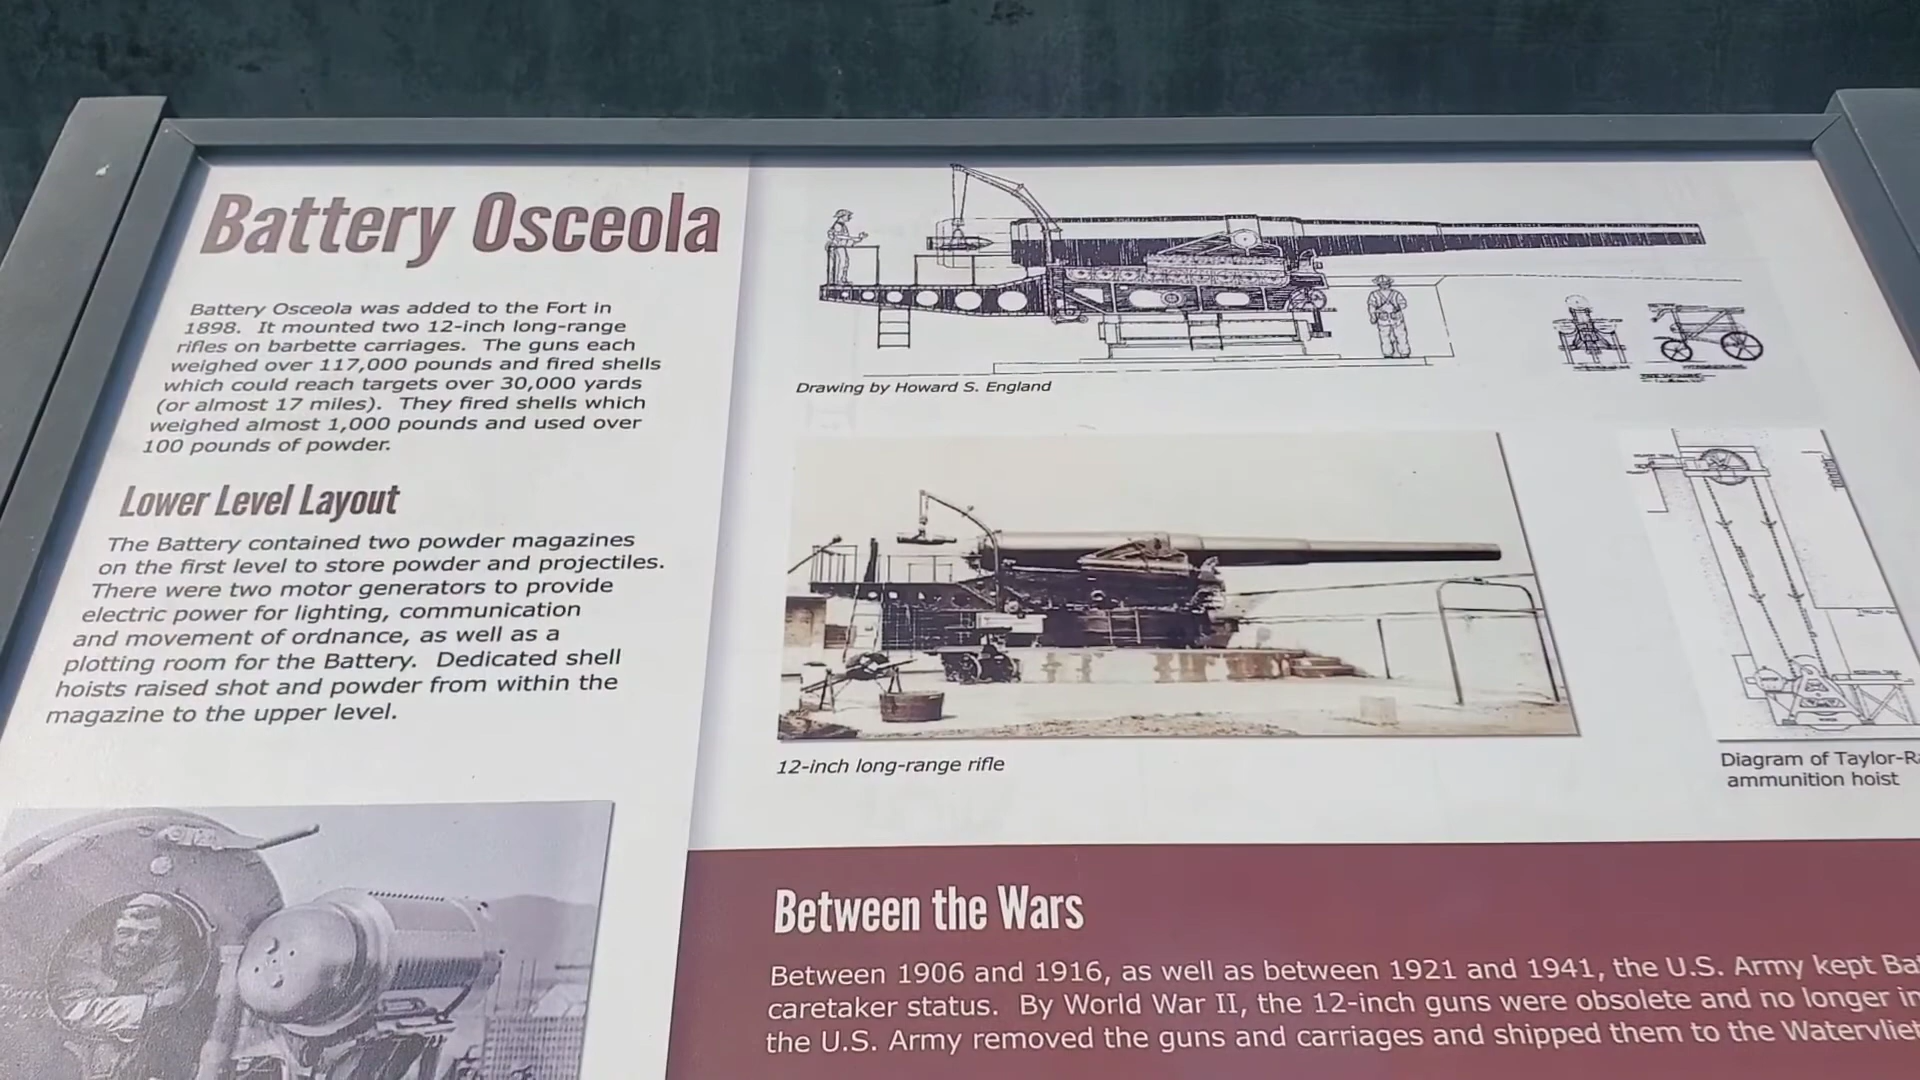 Battery Osceola
Battery Osceola was added to the Fort in
1898. It mounted two 12-inch long-range
rifles on barbette carriages. The guns each
weighed over 117,000 pounds and fired shells
which could reach targets over 30,000 yards
(or almost 17 miles). They fired shells which
weighed almost 1,000 pounds and used over
100 pounds of powder.
Lower Level Layout
The Battery contained two powder magazines
on the first level to store powder and projectiles.
There were two motor generators to provide
electric power for lighting, communication
and movement of ordnance, as well as a
plotting room for the Battery. Dedicated shell
hoists raised shot and powder from within the
magazine to the upper level.
Drawing by Howard S. England
12-inch long-range rifle
Diagram of Taylor-R
ammunition hoist
Between the Wars
Between 1906 and 1916, as well as between 1921 and 1941, the U.S. Army kept Bat
caretaker status. By World War II, the 12-inch guns were obsolete and no longer in
the U.S. Army removed the guns and carriages and shipped them to the Watervliet